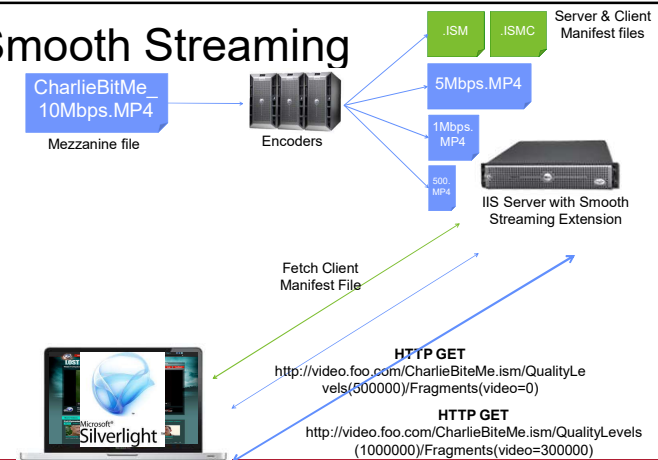 Smooth Streaming
.ISM
.ISMC
Server & Client
Manifest files
CharlieBitMe_
10Mbps.MP4
Mezzanine file
Encoders
5Mbps.MP4
1Mbps.
MP4
500.
MP4
IIS Server with Smooth
Streaming Extension
Fetch Client
Manifest File
HTTP GET
http://video.foo.com/CharlieBiteMe.ism/QualityLe
vels(500000)/Fragments(video=0)
HTTP GET
http://video.foo.com/CharlieBiteMe.ism/QualityLevels
(1000000)/Fragments(video=300000)
LOST
Microsoft®
Silverlight